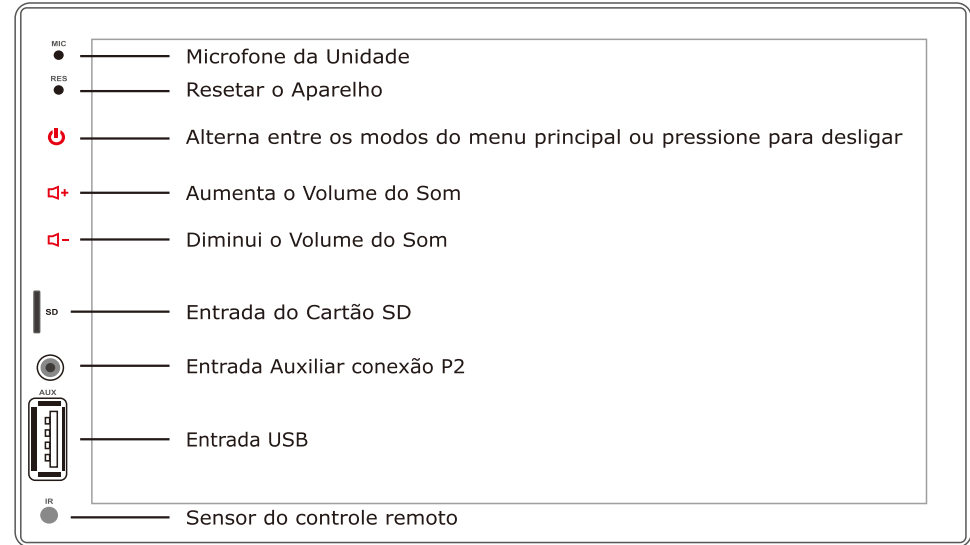 MIC
Microfone da Unidade
RES
Resetar o Aparelho
Alterna entre os modos do menu principal ou pressione para desligar
Aumenta o Volume do Som
Diminui o Volume do Som
SD
Entrada do Cartão SD
Entrada Auxiliar conexão P2
AUX
Entrada USB
IR
Sensor do controle remoto